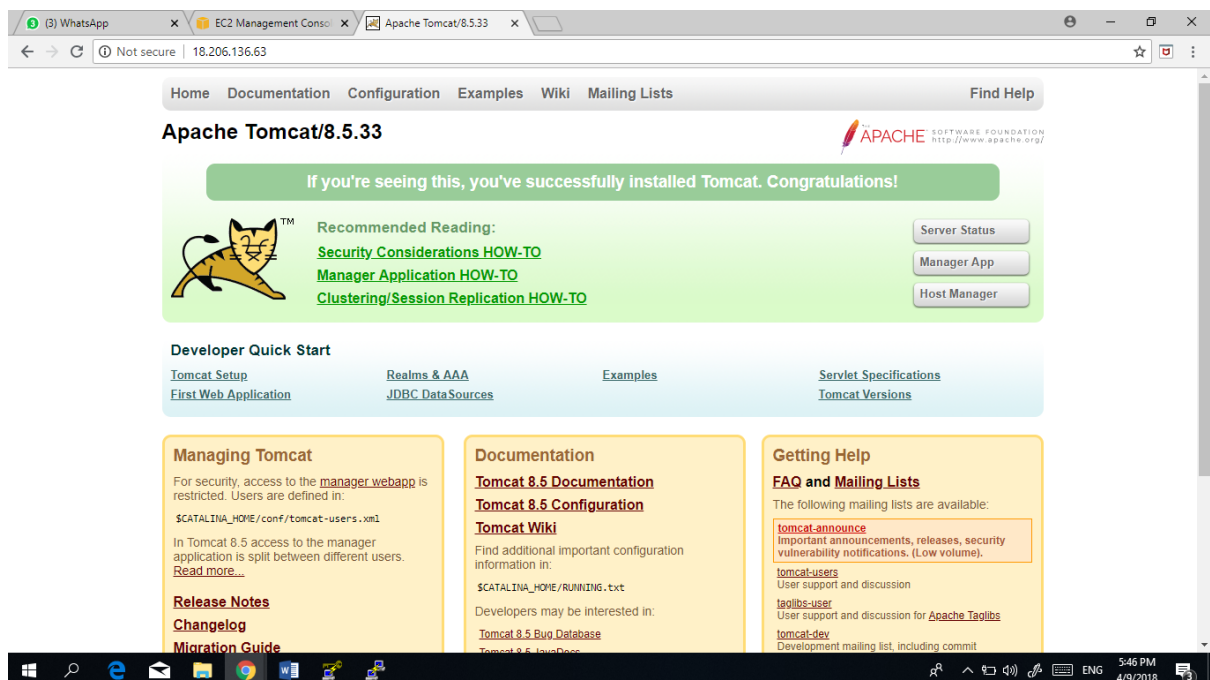 (3) WhatsApp
EC2 Management Consol
Apache Tomcat/8.5.33
Not secure | 18.206.136.63
Home Documentation Configuration Examples Wiki Mailing Lists Find Help
Apache Tomcat/8.5.33
THE APACHE SOFTWARE FOUNDATION
http://www.apache.org/
If you're seeing this, you've successfully installed Tomcat. Congratulations!
TM
Recommended Reading:
Security Considerations HOW-TO
Manager Application HOW-TO
Clustering/Session Replication HOW-TO
Server Status
Manager App
Host Manager
Developer Quick Start
Tomcat Setup
First Web Application
Realms & AAA
JDBC DataSources
Examples
Servlet Specifications
Tomcat Versions
Managing Tomcat
For security, access to the manager webapp is
restricted. Users are defined in:
$CATALINA_HOME/conf/tomcat-users.xml
In Tomcat 8.5 access to the manager
application is split between different users.
Read more...
Release Notes
Changelog
Migration Guide
Documentation
Tomcat 8.5 Documentation
Tomcat 8.5 Configuration
Tomcat Wiki
Find additional important configuration
information in:
$CATALINA_HOME/RUNNING.txt
Developers may be interested in:
Tomcat 8.5 Bug Database
Tomcat 8.5 JavaDocs
Getting Help
FAQ and Mailing Lists
The following mailing lists are available:
tomcat-announce
Important announcements, releases, security
vulnerability notifications. (Low volume).
tomcat-users
User support and discussion
taglibs-user
User support and discussion for Apache Taglibs
tomcat-dev
Development mailing list, including commit
ENG
5:46 PM
4/9/2018